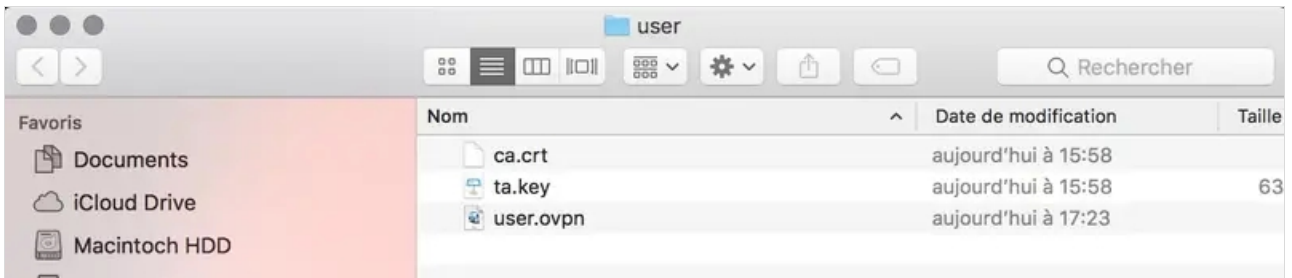 user
Rechercher
Favoris
Documents
iCloud Drive
Macintoch HDD
Nom
Date de modification
Taille
ca.crt
aujourd'hui à 15:58
ta.key
aujourd'hui à 15:58
63
user.ovpn
aujourd'hui à 17:23